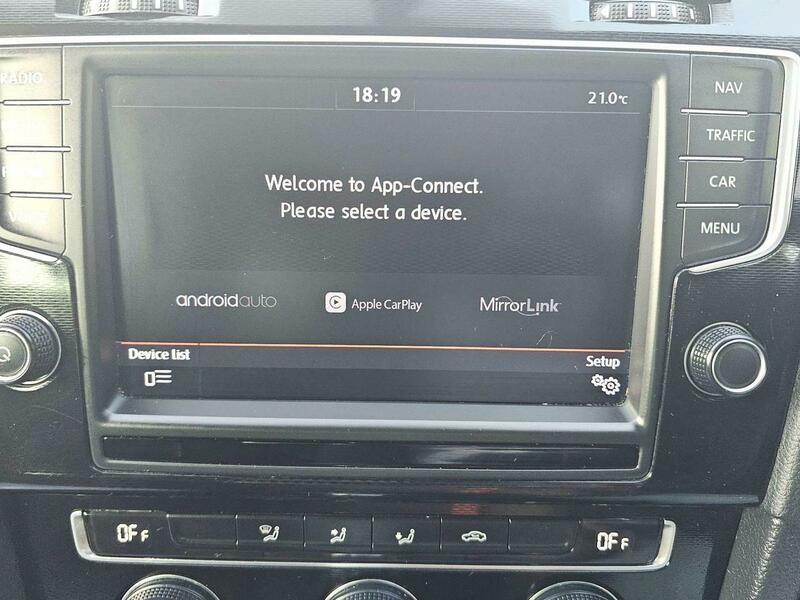 RADIO
18:19
21.0°C
NAV
TRAFFIC
CAR
MENU
Welcome to App-Connect.
Please select a device.
androidauto
Apple CarPlay
MirrorLink
Device list
Setup
OFF
OFF